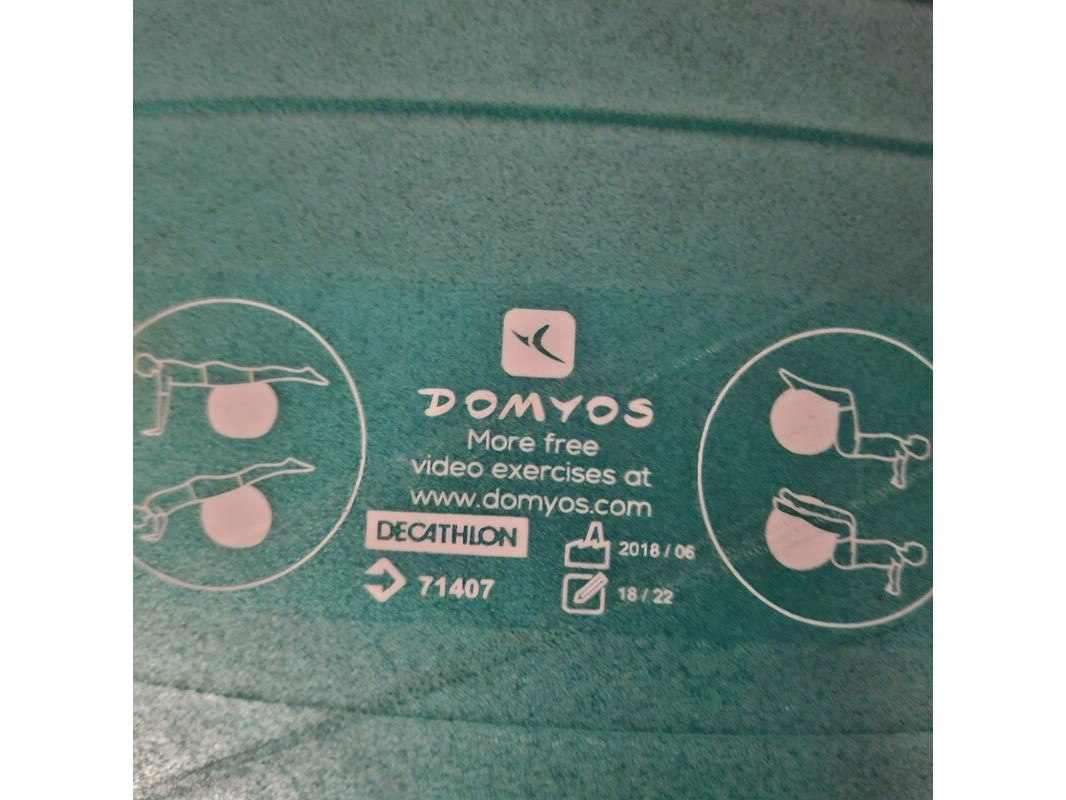 DOMYOS
More free
video exercises at
www.domyos.com
DECATHLON
2018 / 06
71407
18 / 22